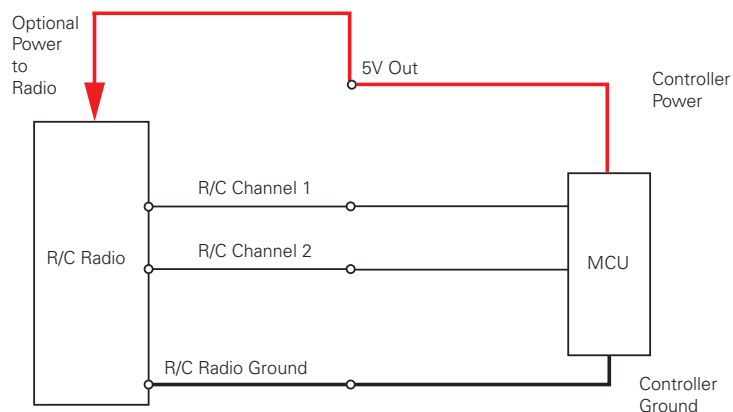 Optional
Power
to
Radio
5V Out
Controller
Power
R/C Channel 1
R/C Channel 2
R/C Radio
MCU
R/C Radio Ground
Controller
Ground